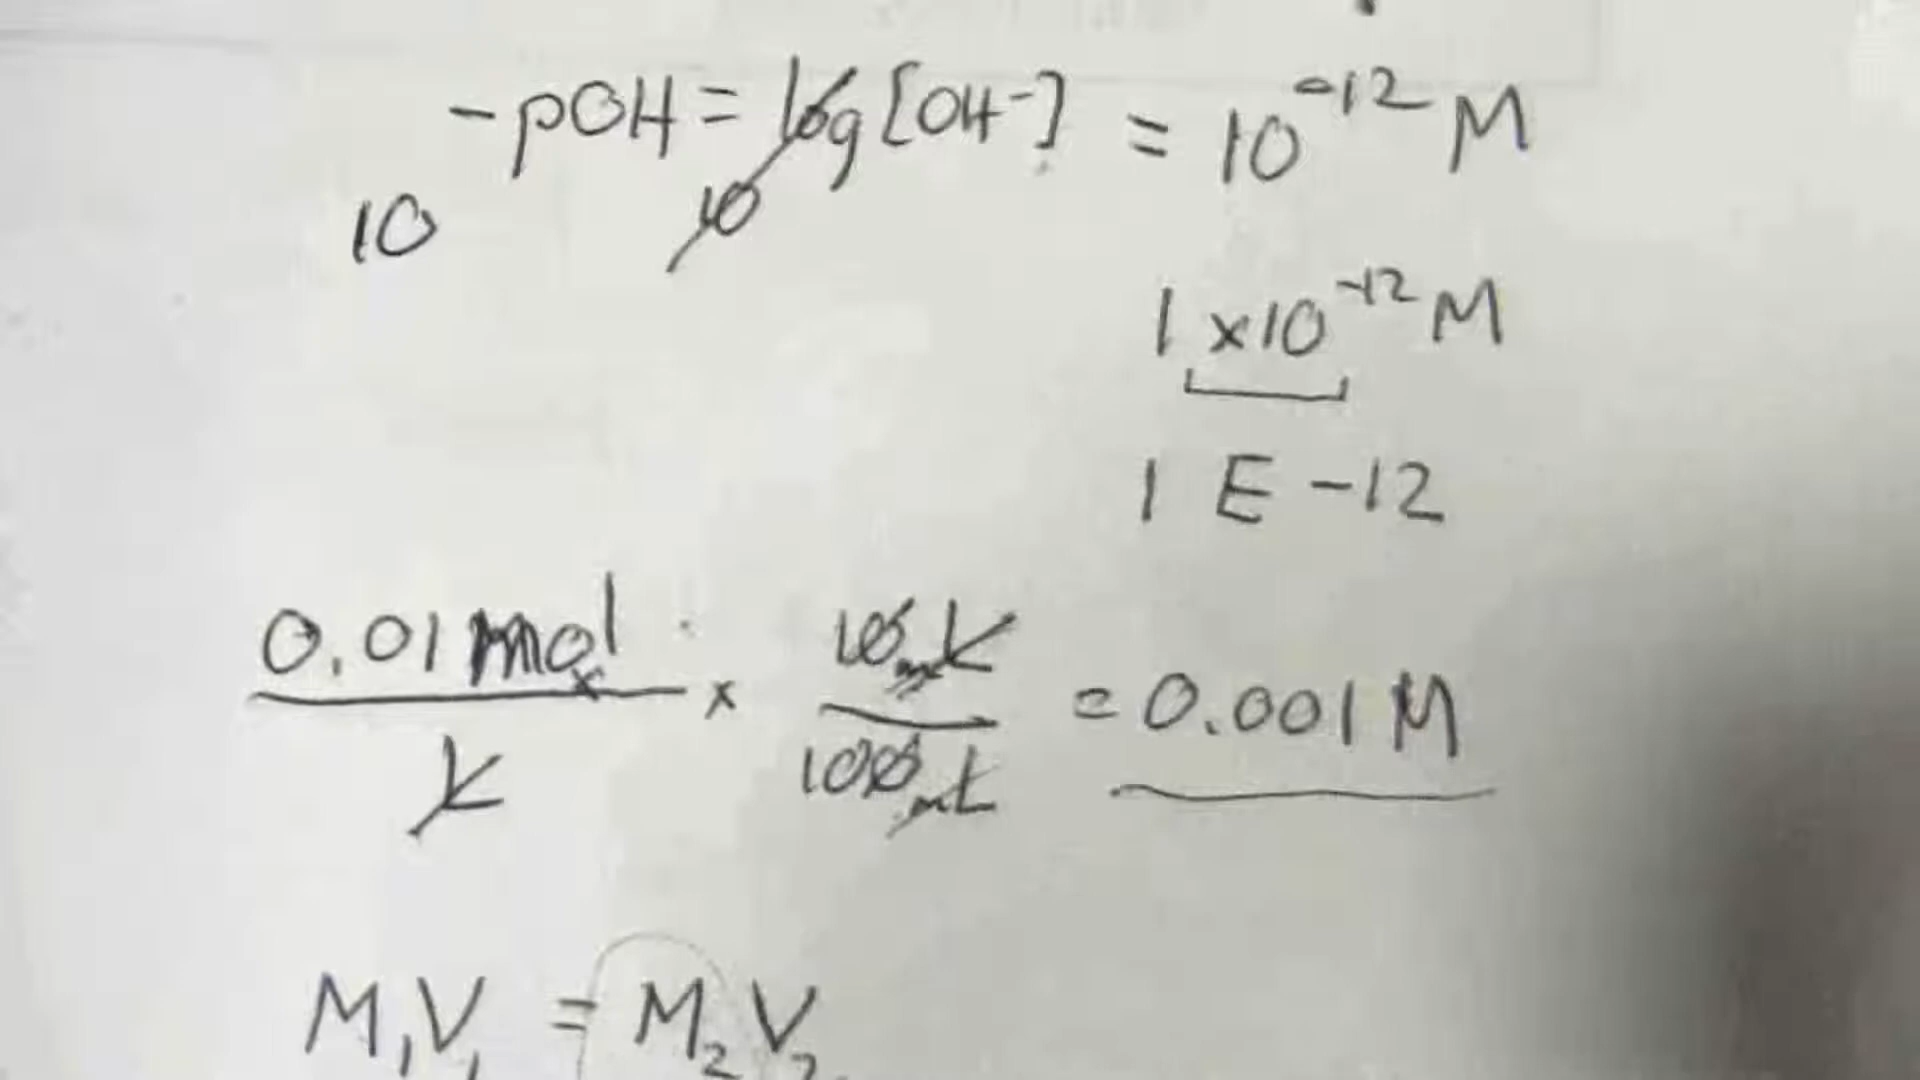 -pOH = log [OH⁻] = 10⁻¹² M
10 10
1 x10⁻¹² M
1 E -12
0.01 mol x 10 mL = 0.001 M
L 100 mL
M₁V₁ = M₂V₂